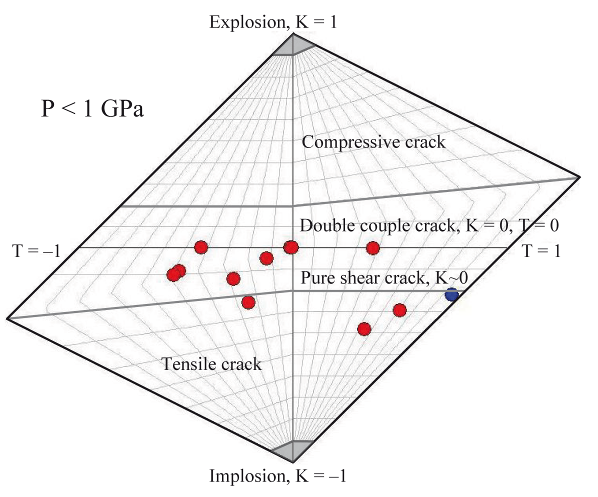 Explosion, K = 1
P < 1 GPa
Compressive crack
Double couple crack, K = 0, T = 0
T = –1
T = 1
Pure shear crack, K~0
Tensile crack
Implosion, K = –1